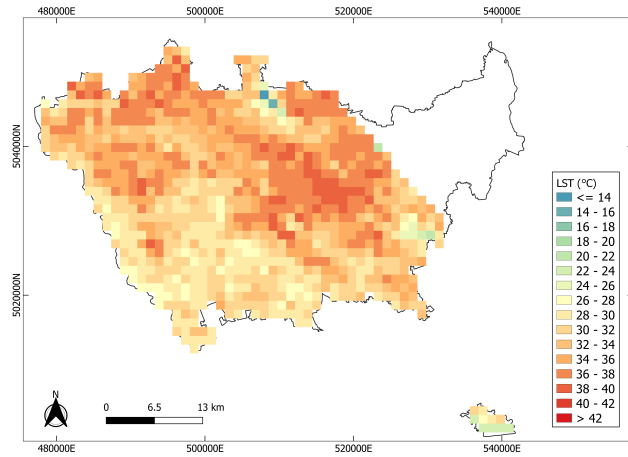 480000E 500000E 520000E 540000E
5040000N
5020000N
LST (°C)
<= 14
14 - 16
16 - 18
18 - 20
20 - 22
22 - 24
24 - 26
26 - 28
28 - 30
30 - 32
32 - 34
34 - 36
36 - 38
38 - 40
40 - 42
> 42
N
0 6.5 13 km
480000E 500000E 520000E 540000E